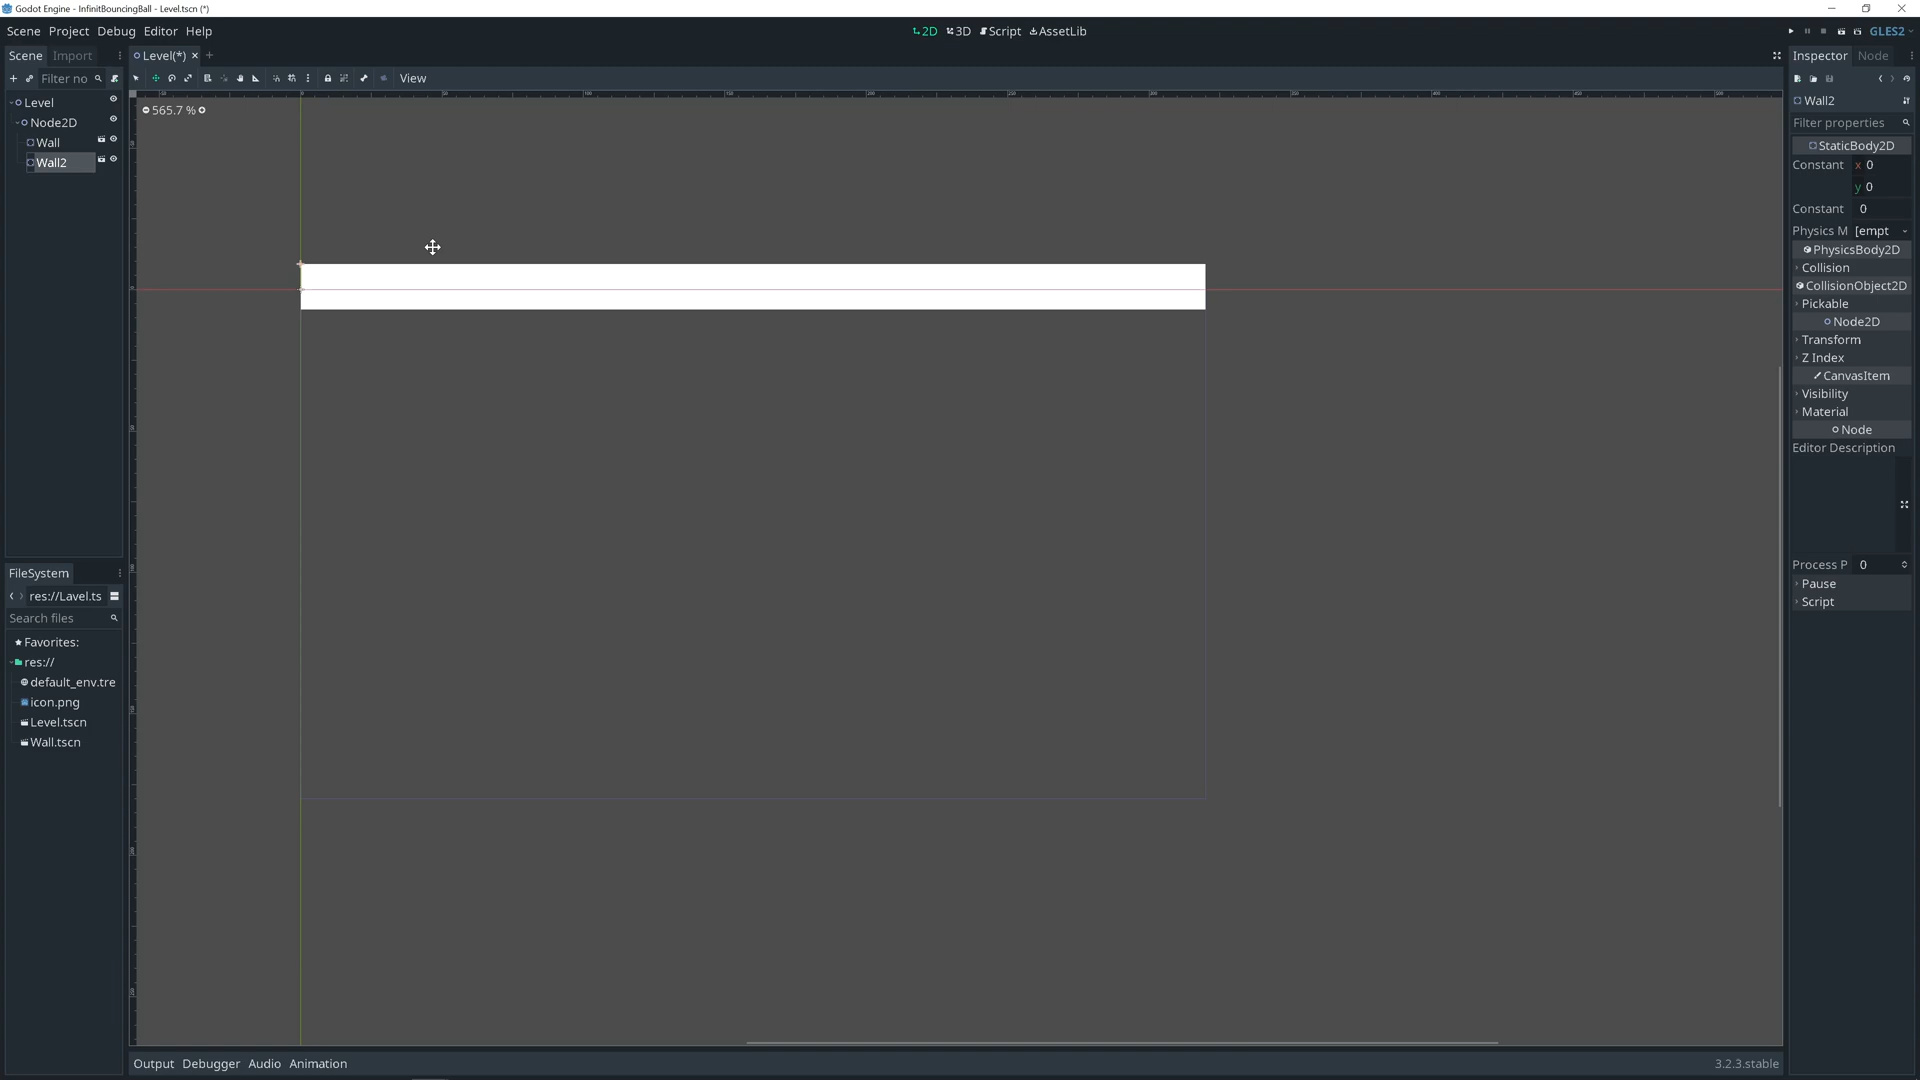 Godot Engine - InfinitBouncingBall - Level.tscn (*)
Scene Project Debug Editor Help
2D 3D Script AssetLib
GLES2
Scene Import
Level(*)
Inspector Node
Filter no
View
565.7 %
Level
Node2D
Wall
Wall2
Wall2
Filter properties
StaticBody2D
Constant x 0
y 0
Constant 0
Physics M [empt
PhysicsBody2D
Collision
CollisionObject2D
Pickable
Node2D
Transform
Z Index
CanvasItem
Visibility
Material
Node
Editor Description
Process P 0
Pause
Script
FileSystem
res://Lavel.ts
Search files
Favorites:
res://
default_env.tre
icon.png
Level.tscn
Wall.tscn
Output Debugger Audio Animation
3.2.3.stable